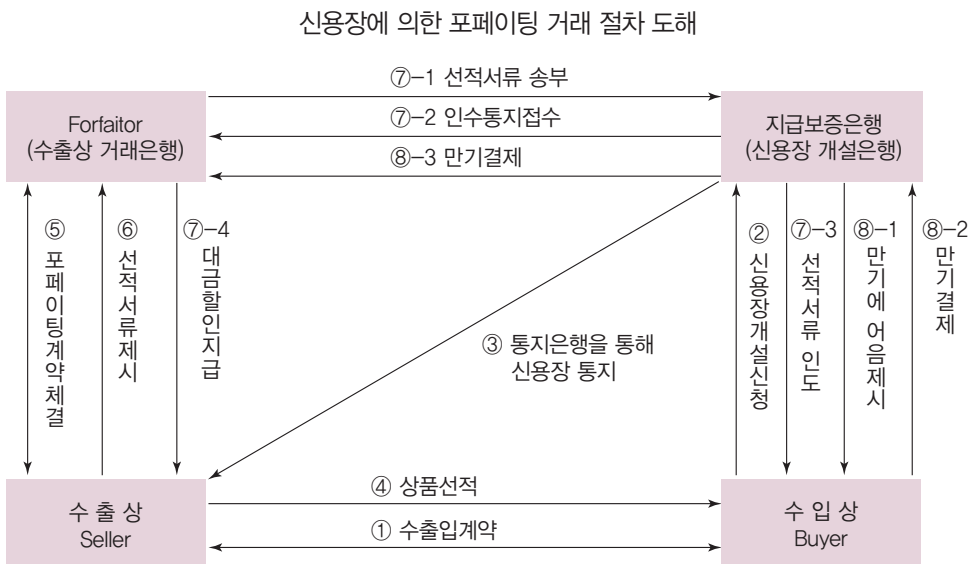 신용장에 의한 포페이팅 거래 절차 도해
⑦-1 선적서류 송부
Forfaitor
(수출상 거래은행)
⑦-2 인수통지접수
지급보증은행
(신용장 개설은행)
⑧-3 만기결제
⑤ 포페이팅계약체결
⑥ 선적서류제시
⑦-4 대금할인지급
② 신용장개설신청
⑦-3 선적서류 인도
⑧-1 만기에 어음제시
⑧-2 만기결제
③ 통지은행을 통해
신용장 통지
④ 상품선적
수 출 상
Seller
수 입 상
Buyer
① 수출입계약